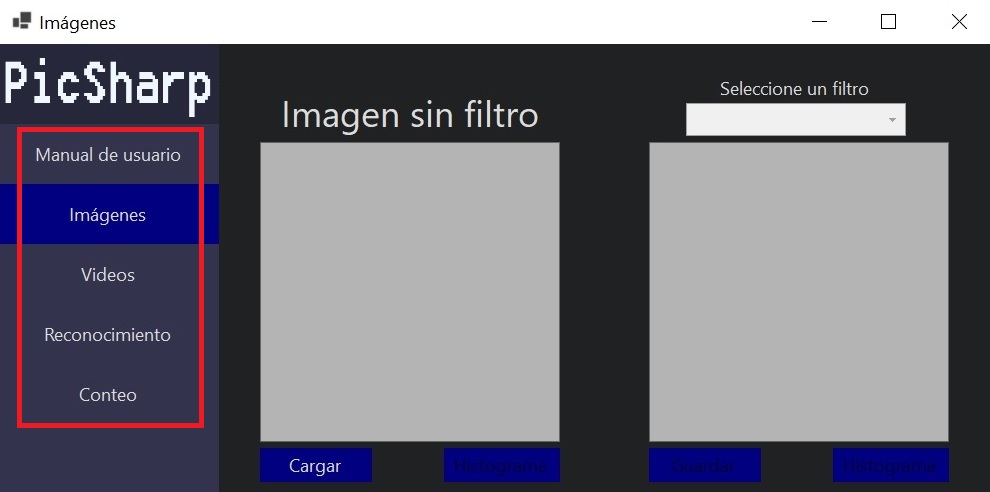 Imágenes
PicSharp
Manual de usuario
Imágenes
Videos
Reconocimiento
Conteo
Imagen sin filtro
Seleccione un filtro
Cargar
Histograma
Guardar
Histograma